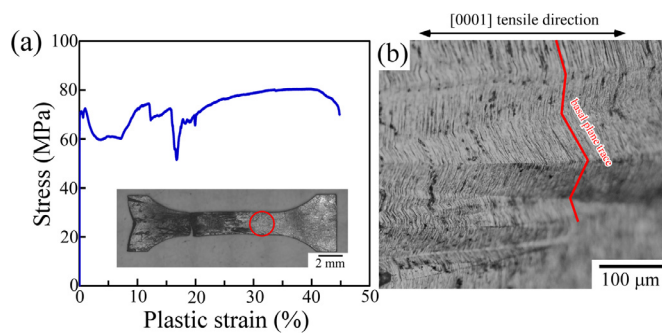 [0001] tensile direction
(a)
(b)
100
80
60
40
20
0
0
10
20
30
40
50
Stress (MPa)
Plastic strain (%)
2 mm
basal plane trace
100 μm